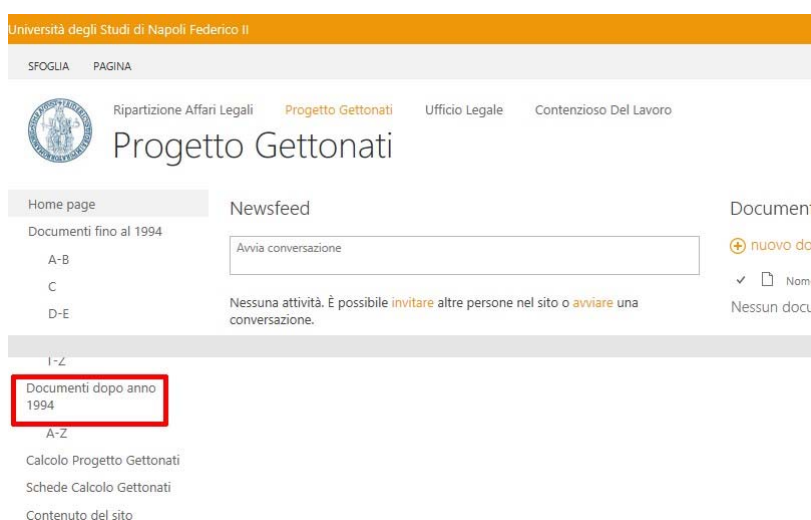 Università degli Studi di Napoli Federico II
SFOGLIA PAGINA
Ripartizione Affari Legali Progetto Gettonati Ufficio Legale Contenzioso Del Lavoro
Progetto Gettonati
Home page
Documenti fino al 1994
A-B
C
D-E
Newsfeed
Avvia conversazione
Nessuna attività. È possibile invitare altre persone nel sito o avviare una
conversazione.
Document
nuovo do
Nom
Nessun docu
T-Z
Documenti dopo anno
1994
A-Z
Calcolo Progetto Gettonati
Schede Calcolo Gettonati
Contenuto del sito